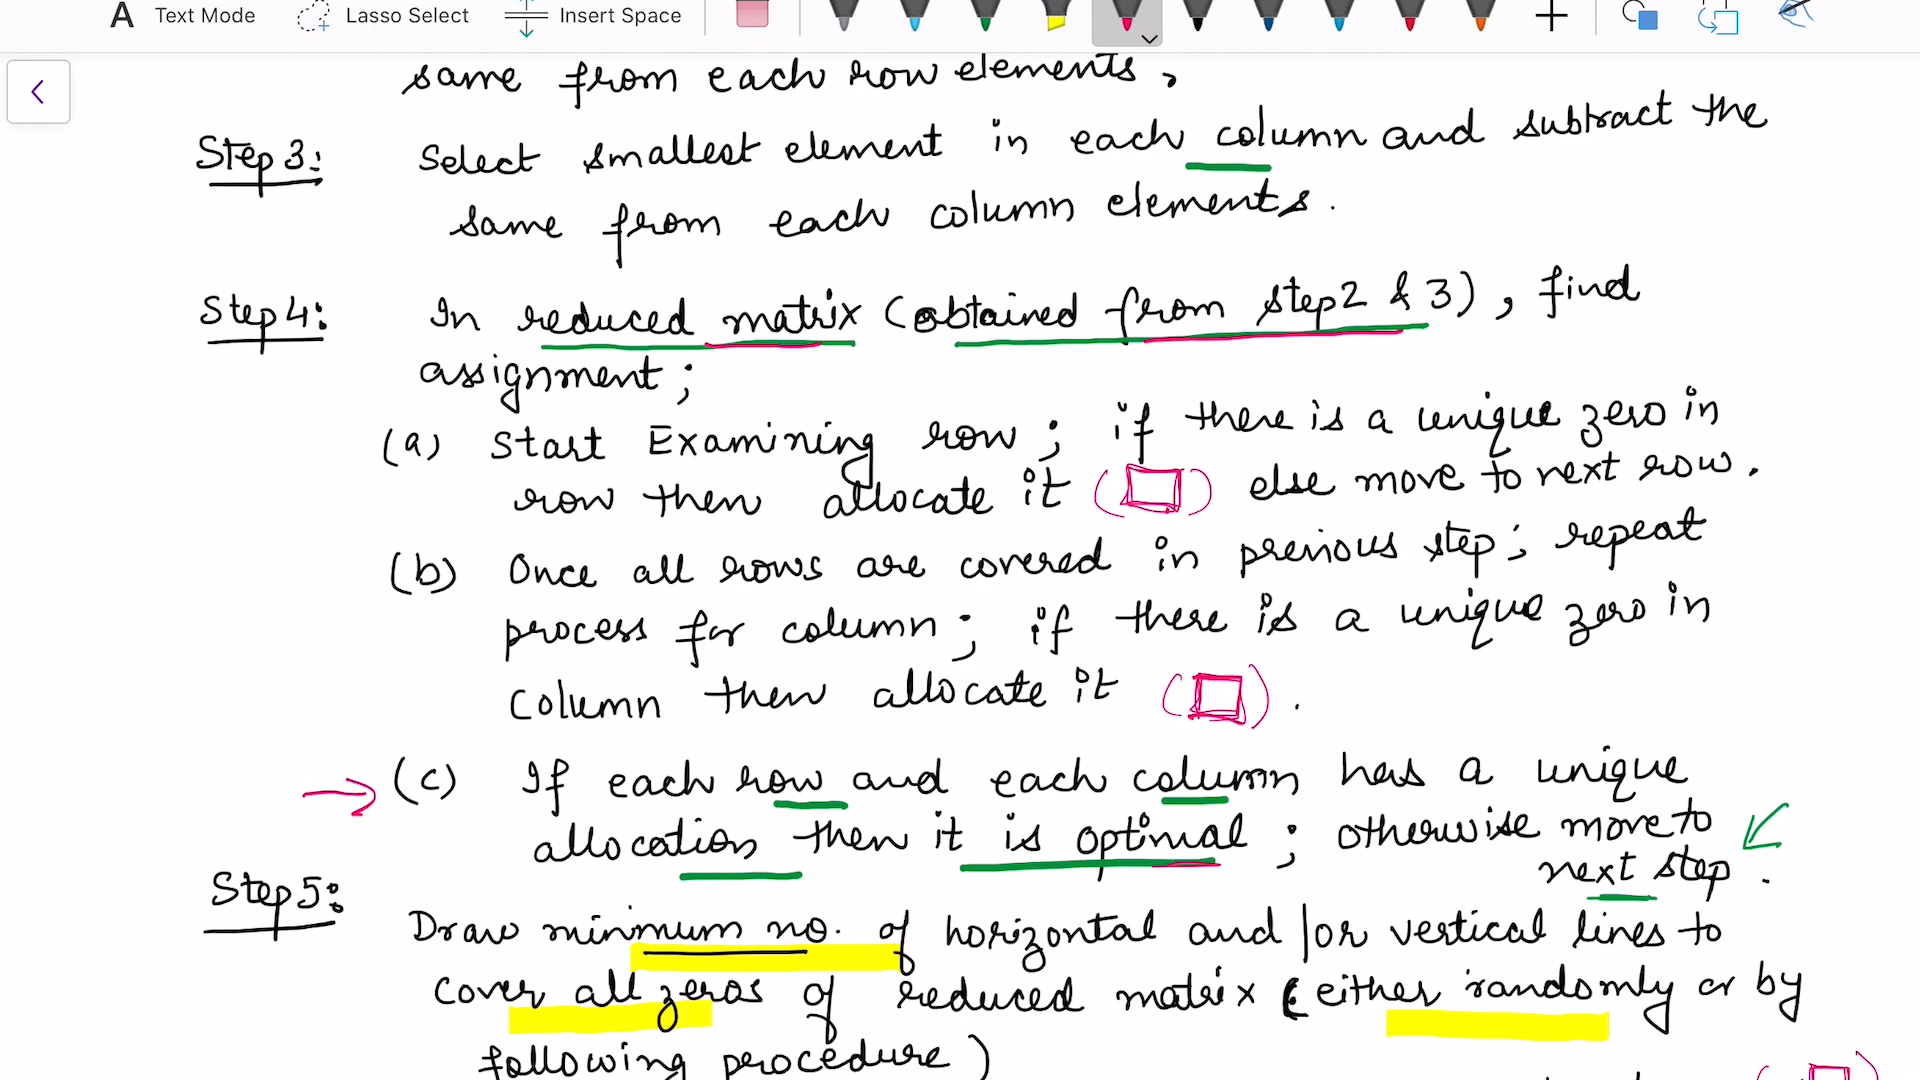 A Text Mode Lasso Select Insert Space
same from each row elements,
Step 3: Select smallest element in each column and subtract the
same from each column elements.
Step 4: In reduced matrix (obtained from step 2 & 3), find
assignment;
(a) Start Examining row; if there is a unique zero in
row then allocate it (□) else move to next row.
(b) Once all rows are covered in previous step; repeat
process for column; if there is a unique zero in
column then allocate it (□).
(c) If each row and each column has a unique
allocation then it is optimal; otherwise move to
next step.
Step 5:
Draw minimum no. of horizontal and/or vertical lines to
cover all zeros of reduced matrix (either randomly or by
following procedure)